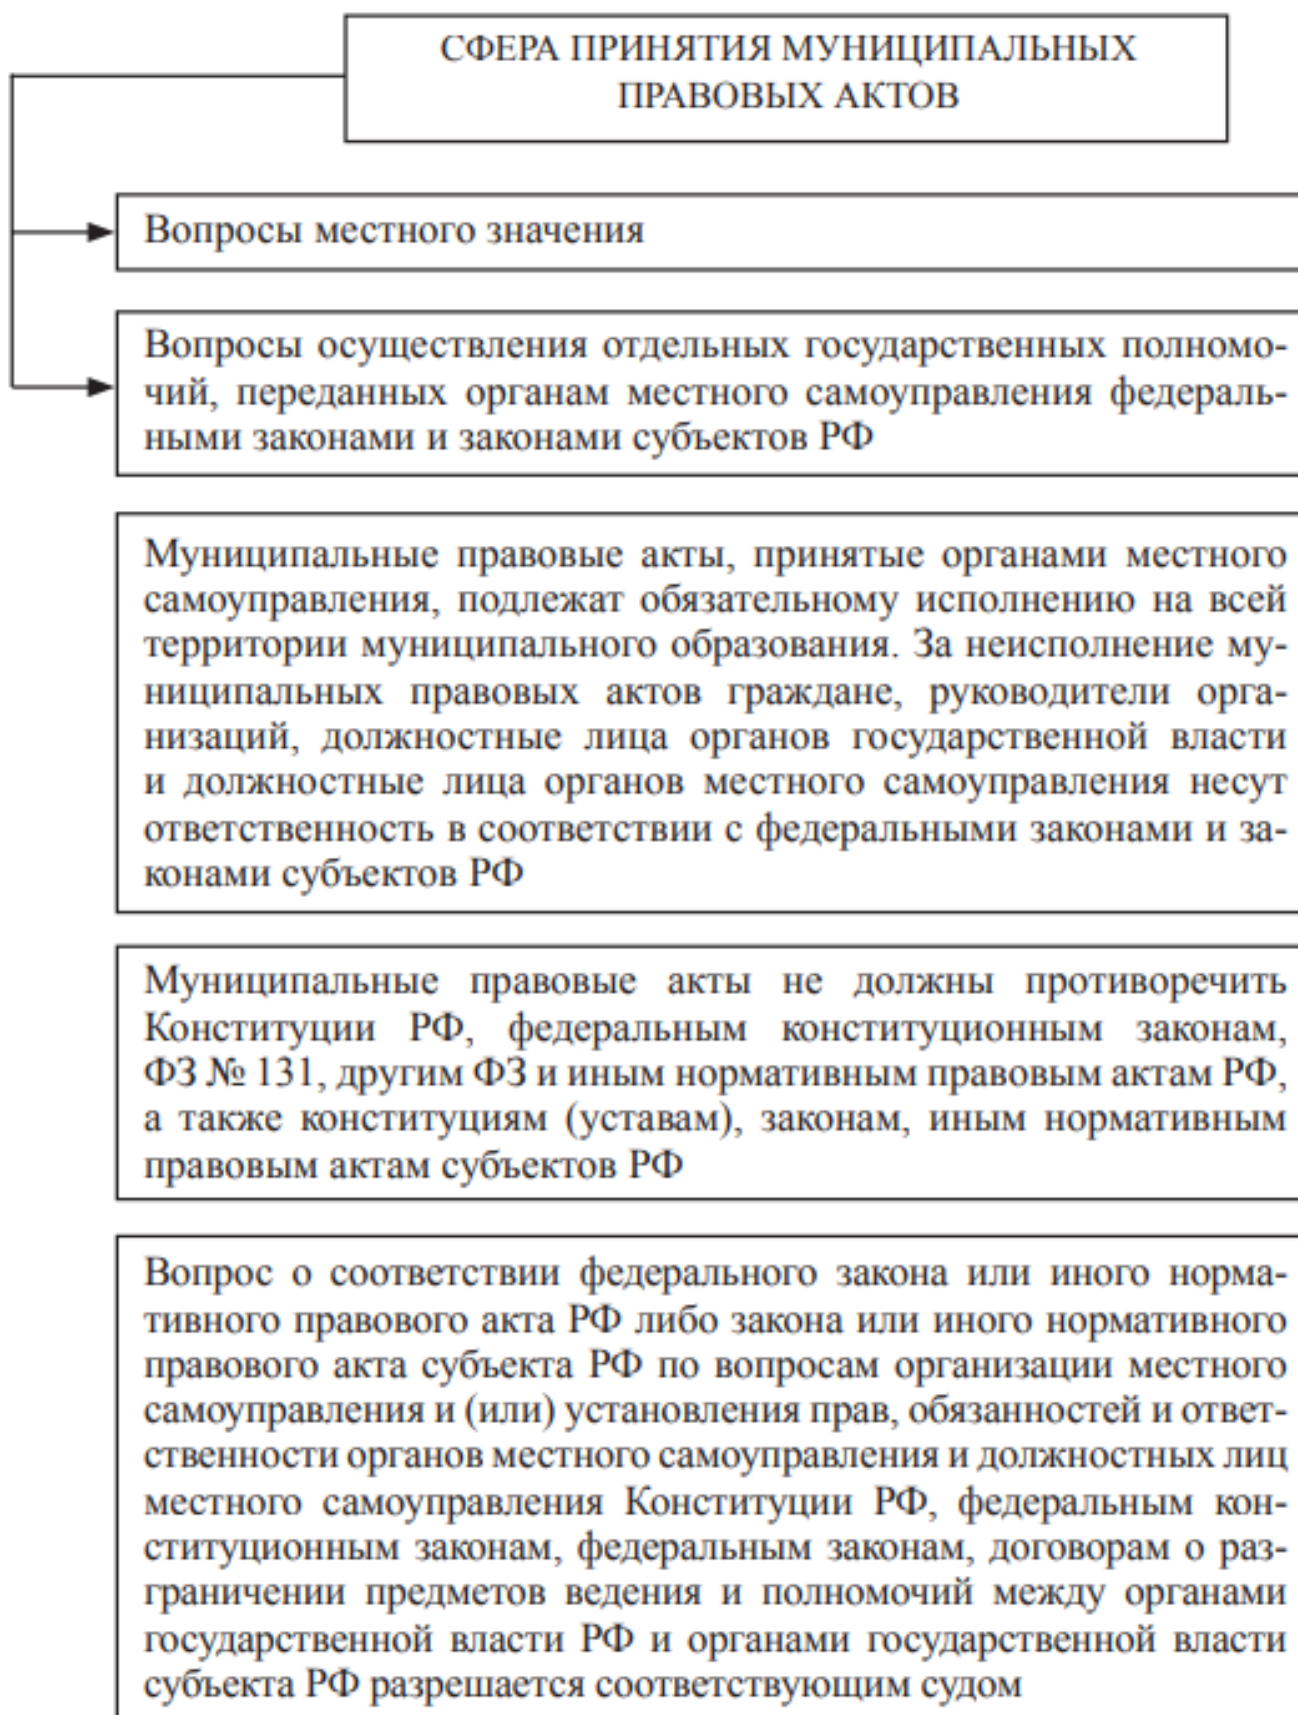 СФЕРА ПРИНЯТИЯ МУНИЦИПАЛЬНЫХ
ПРАВОВЫХ АКТОВ
Вопросы местного значения
Вопросы осуществления отдельных государственных полномо-
чий, переданных органам местного самоуправления федераль-
ными законами и законами субъектов РФ
Муниципальные правовые акты, принятые органами местного
самоуправления, подлежат обязательному исполнению на всей
территории муниципального образования. За неисполнение му-
ниципальных правовых актов граждане, руководители орга-
низаций, должностные лица органов государственной власти
и должностные лица органов местного самоуправления несут
ответственность в соответствии с федеральными законами и за-
конами субъектов РФ
Муниципальные правовые акты не должны противоречить
Конституции РФ, федеральным конституционным законам,
ФЗ № 131, другим ФЗ и иным нормативным правовым актам РФ,
а также конституциям (уставам), законам, иным нормативным
правовым актам субъектов РФ
Вопрос о соответствии федерального закона или иного норма-
тивного правового акта РФ либо закона или иного нормативного
правового акта субъекта РФ по вопросам организации местного
самоуправления и (или) установления прав, обязанностей и ответ-
ственности органов местного самоуправления и должностных лиц
местного самоуправления Конституции РФ, федеральным кон-
ституционным законам, федеральным законам, договорам о раз-
граничении предметов ведения и полномочий между органами
государственной власти РФ и органами государственной власти
субъекта РФ разрешается соответствующим судом